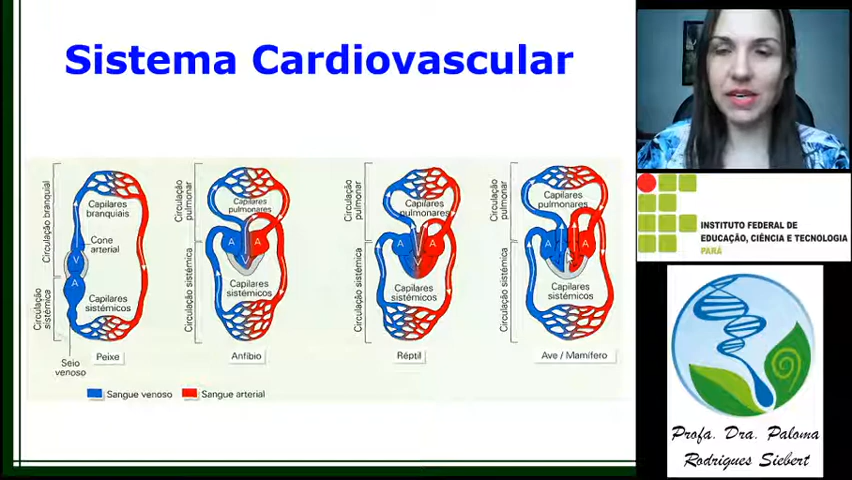 Sistema Cardiovascular
Circulação branquial
Circulação sistêmica
Capilares
branquiais
Cone
arterial
V
A
Capilares
sistêmicos
Seio
venoso
Peixe
Circulação pulmonar
Circulação sistêmica
Capilares
pulmonares
A
A
V
Capilares
sistêmicos
Anfíbio
Circulação pulmonar
Circulação sistêmica
Capilares
pulmonares
A
A
Capilares
sistêmicos
Réptil
Circulação pulmonar
Circulação sistêmica
Capilares
pulmonares
A
A
Capilares
sistêmicos
Ave / Mamífero
Sangue venoso
Sangue arterial
INSTITUTO FEDERAL DE
EDUCAÇÃO, CIÊNCIA E TECNOLOGIA
PARÁ
Profa. Dra. Paloma
Rodrigues Siebert